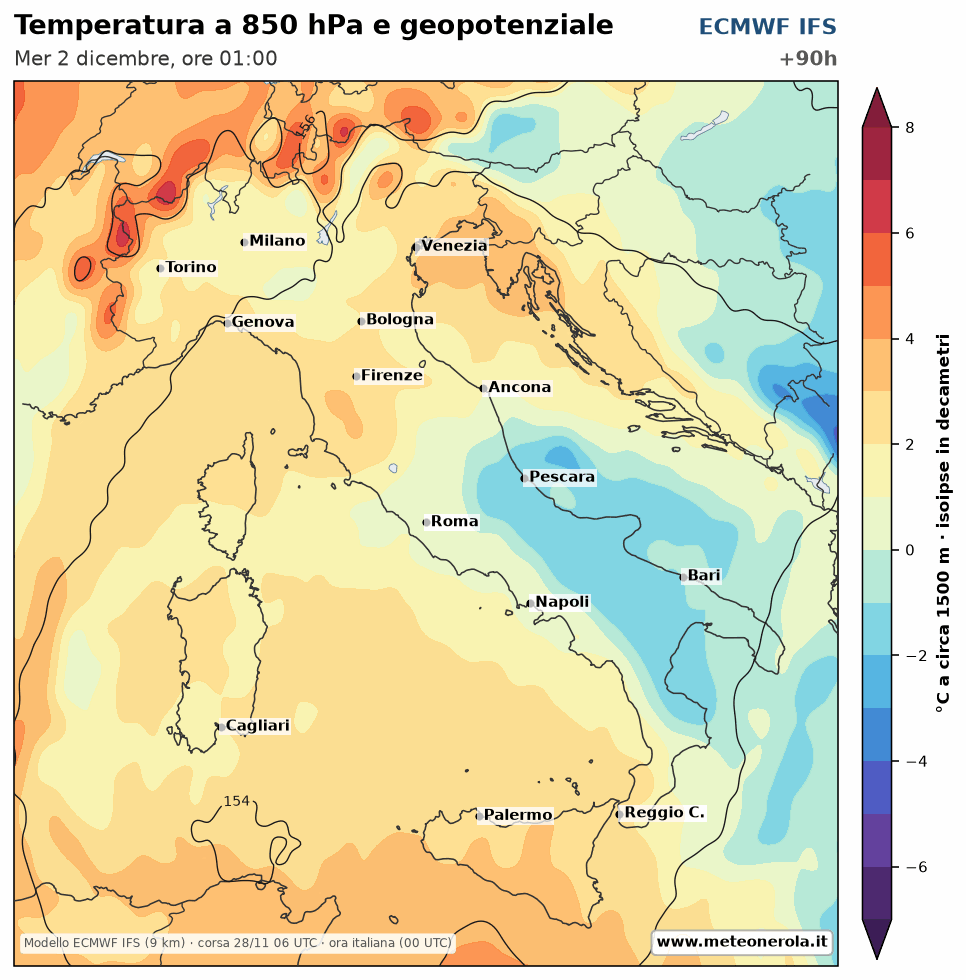 Temperatura a 850 hPa e geopotenziale
ECMWF IFS
Mer 2 dicembre, ore 01:00
+90h
Milano
Venezia
Torino
Genova
Bologna
Firenze
Ancona
Pescara
Roma
Bari
Napoli
Cagliari
154
Palermo
Reggio C.
8
6
4
2
0
−2
−4
−6
°C a circa 1500 m · isoipse in decametri
Modello ECMWF IFS (9 km) · corsa 28/11 06 UTC · ora italiana (00 UTC)
www.meteonerola.it